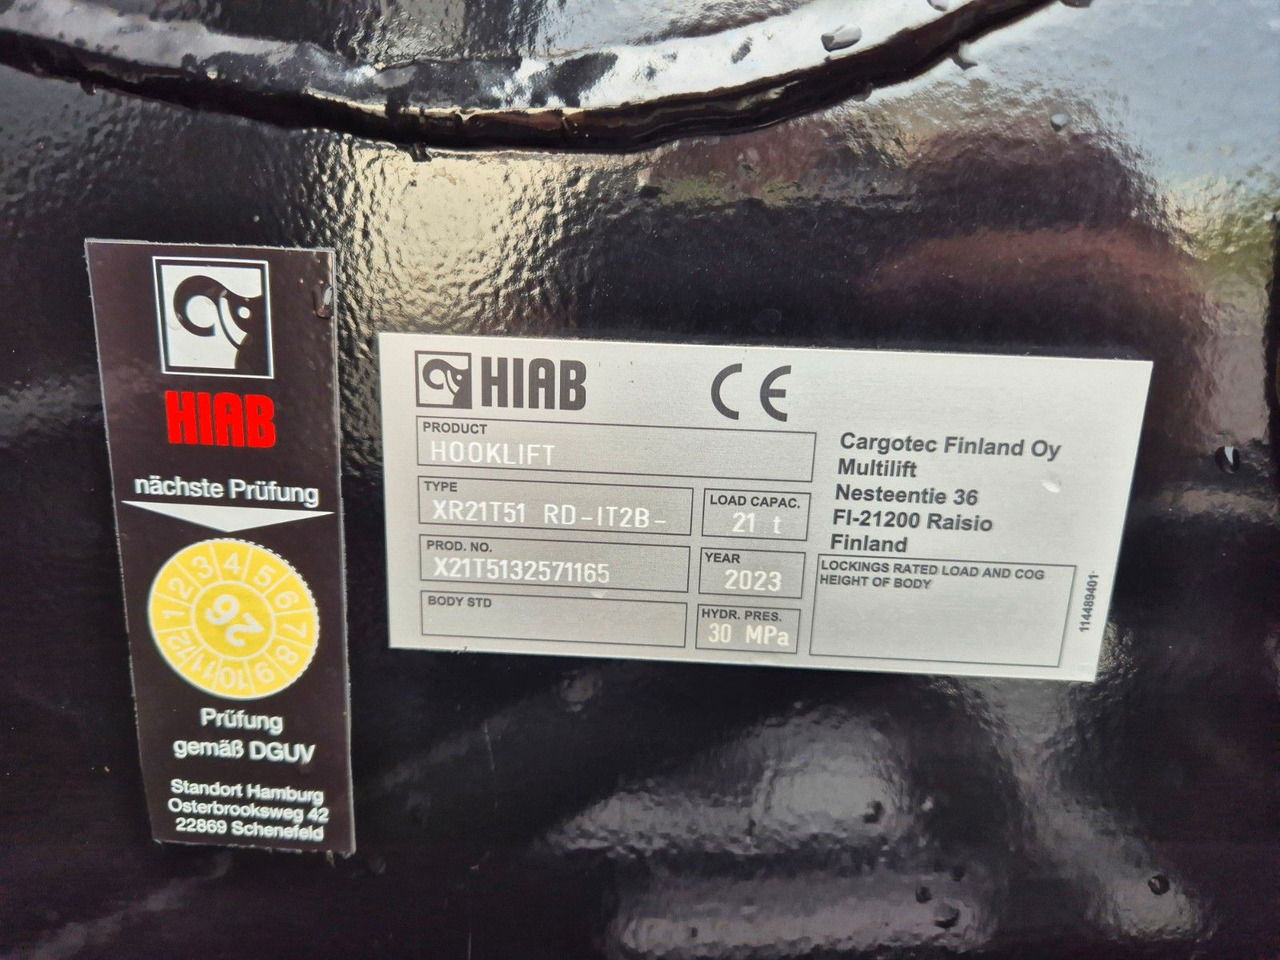 HIAB
nächste Prüfung
1 2 3 4 5 6 7 8 9 10 11 12
26
Prüfung
gemäß DGUV
Standort Hamburg
Osterbrooksweg 42
22869 Schenefeld
HIAB CE
PRODUCT
HOOKLIFT
TYPE
XR21T51 RD-IT2B-
LOAD CAPAC.
21 t
PROD. NO.
X21T5132571165
YEAR
2023
BODY STD
HYDR. PRES.
30 MPa
Cargotec Finland Oy
Multilift
Nesteentie 36
FI-21200 Raisio
Finland
LOCKINGS RATED LOAD AND COG
HEIGHT OF BODY
114489401